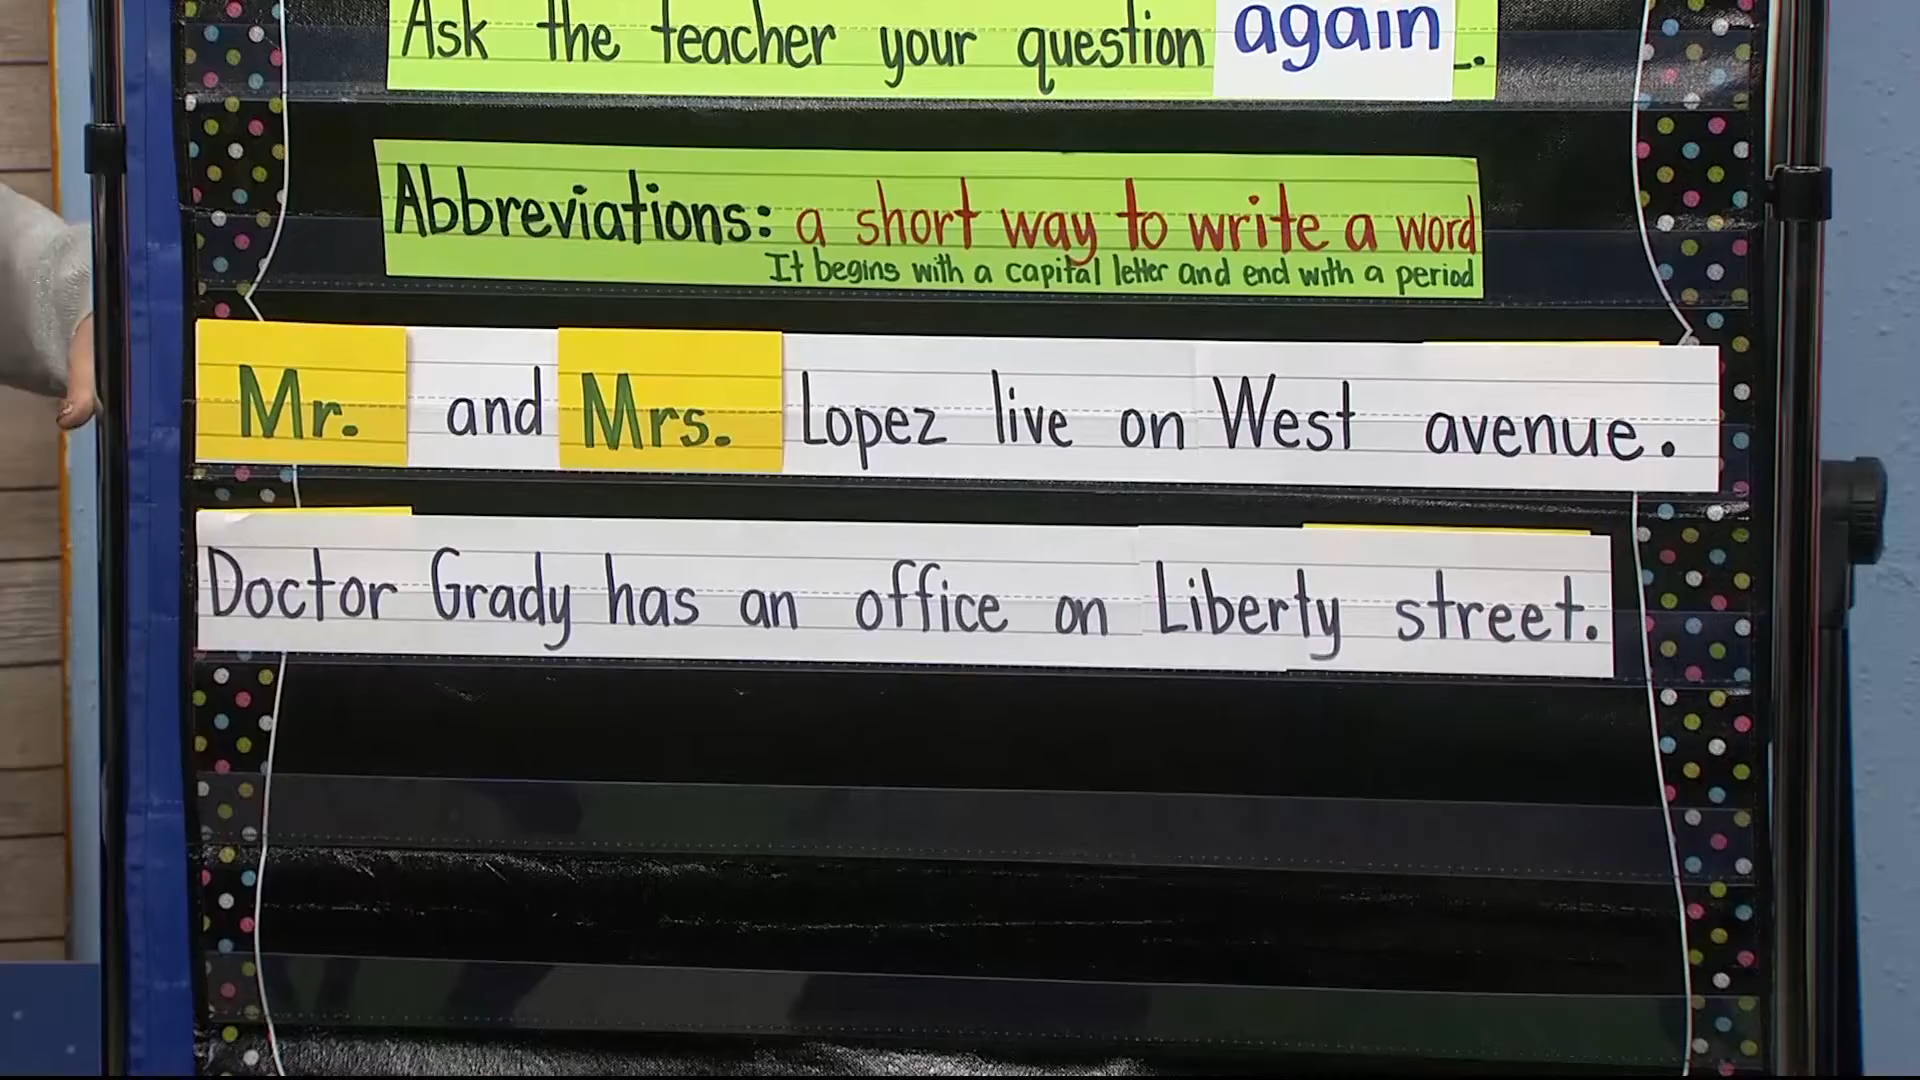 Ask the teacher your question again.
Abbreviations: a short way to write a word
It begins with a capital letter and end with a period
Mr. and Mrs. Lopez live on West avenue.
Doctor Grady has an office on Liberty street.